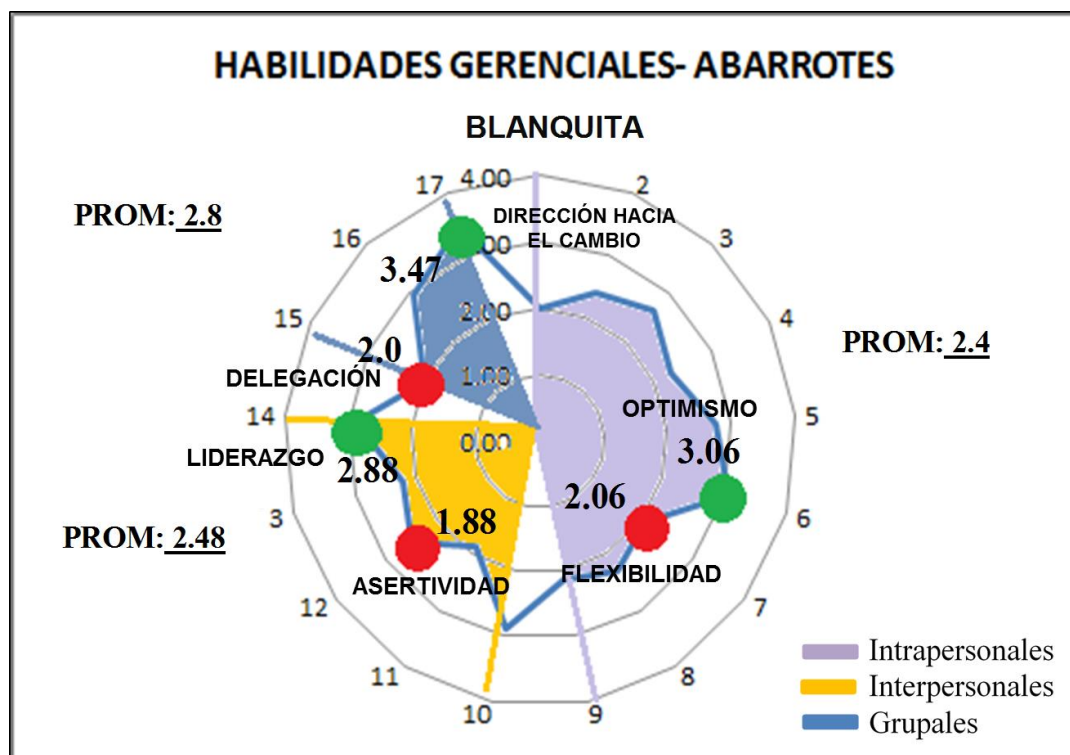 HABILIDADES GERENCIALES- ABARROTES
BLANQUITA
4.00
17
2
DIRECCIÓN HACIA
EL CAMBIO
PROM: 2.8
16
3
.00
3.47
2.00
15
4
2.0
PROM: 2.4
DELEGACIÓN
1.00
OPTIMISMO
14
5
0.00
LIDERAZGO
2.88
3.06
2.06
3
6
1.88
PROM: 2.48
ASERTIVIDAD
FLEXIBILIDAD
12
7
11
8
10
9
Intrapersonales
Interpersonales
Grupales